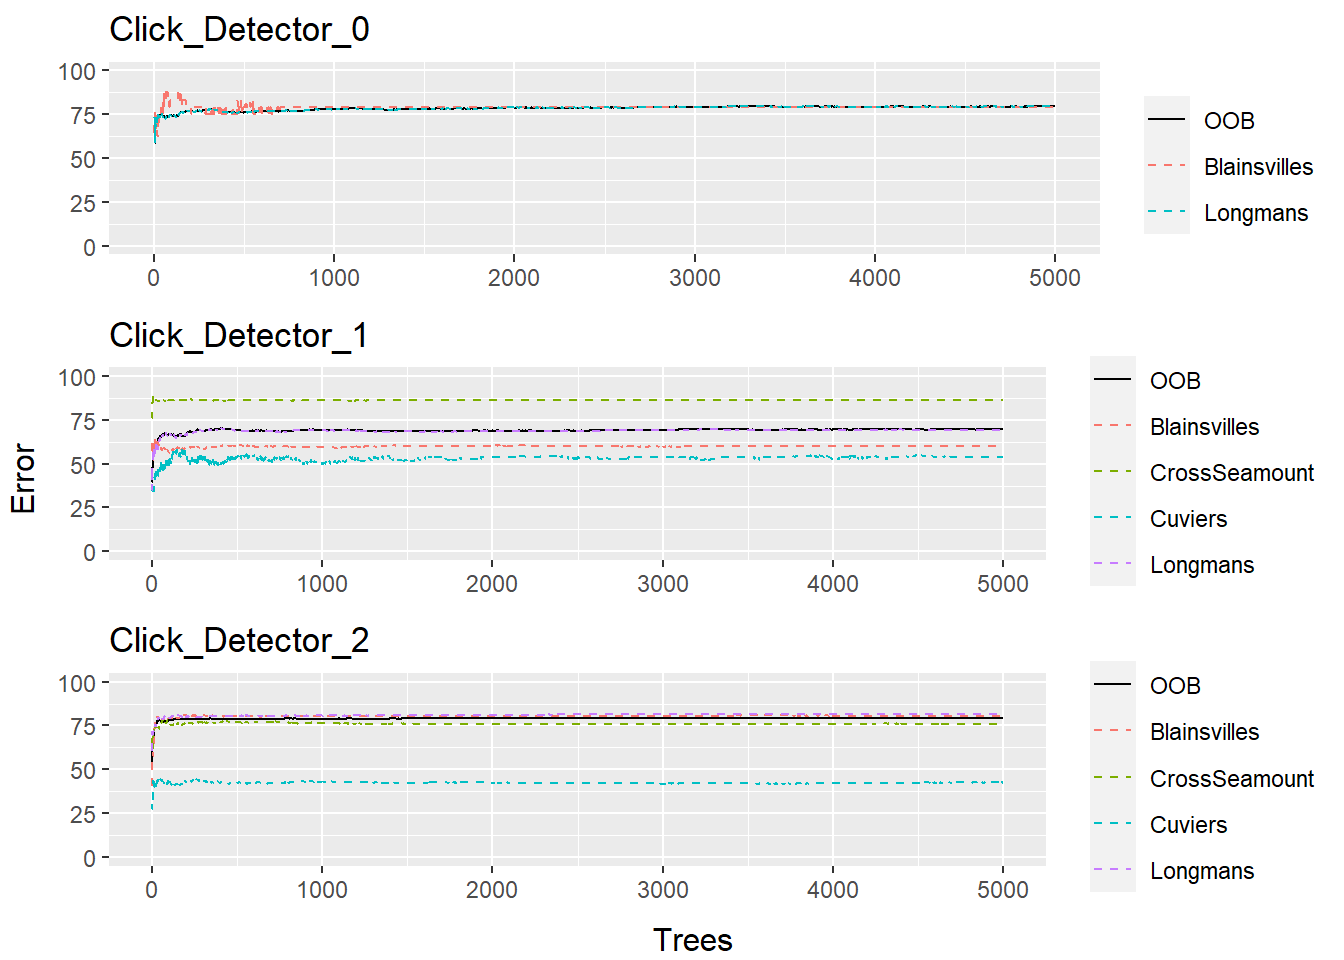 Click_Detector_0
100
75
50
25
0
0 1000 2000 3000 4000 5000
OOB
Blainsvilles
Longmans
Click_Detector_1
100
75
50
25
0
0 1000 2000 3000 4000 5000
OOB
Blainsvilles
CrossSeamount
Cuviers
Longmans
Error
Click_Detector_2
100
75
50
25
0
0 1000 2000 3000 4000 5000
OOB
Blainsvilles
CrossSeamount
Cuviers
Longmans
Trees